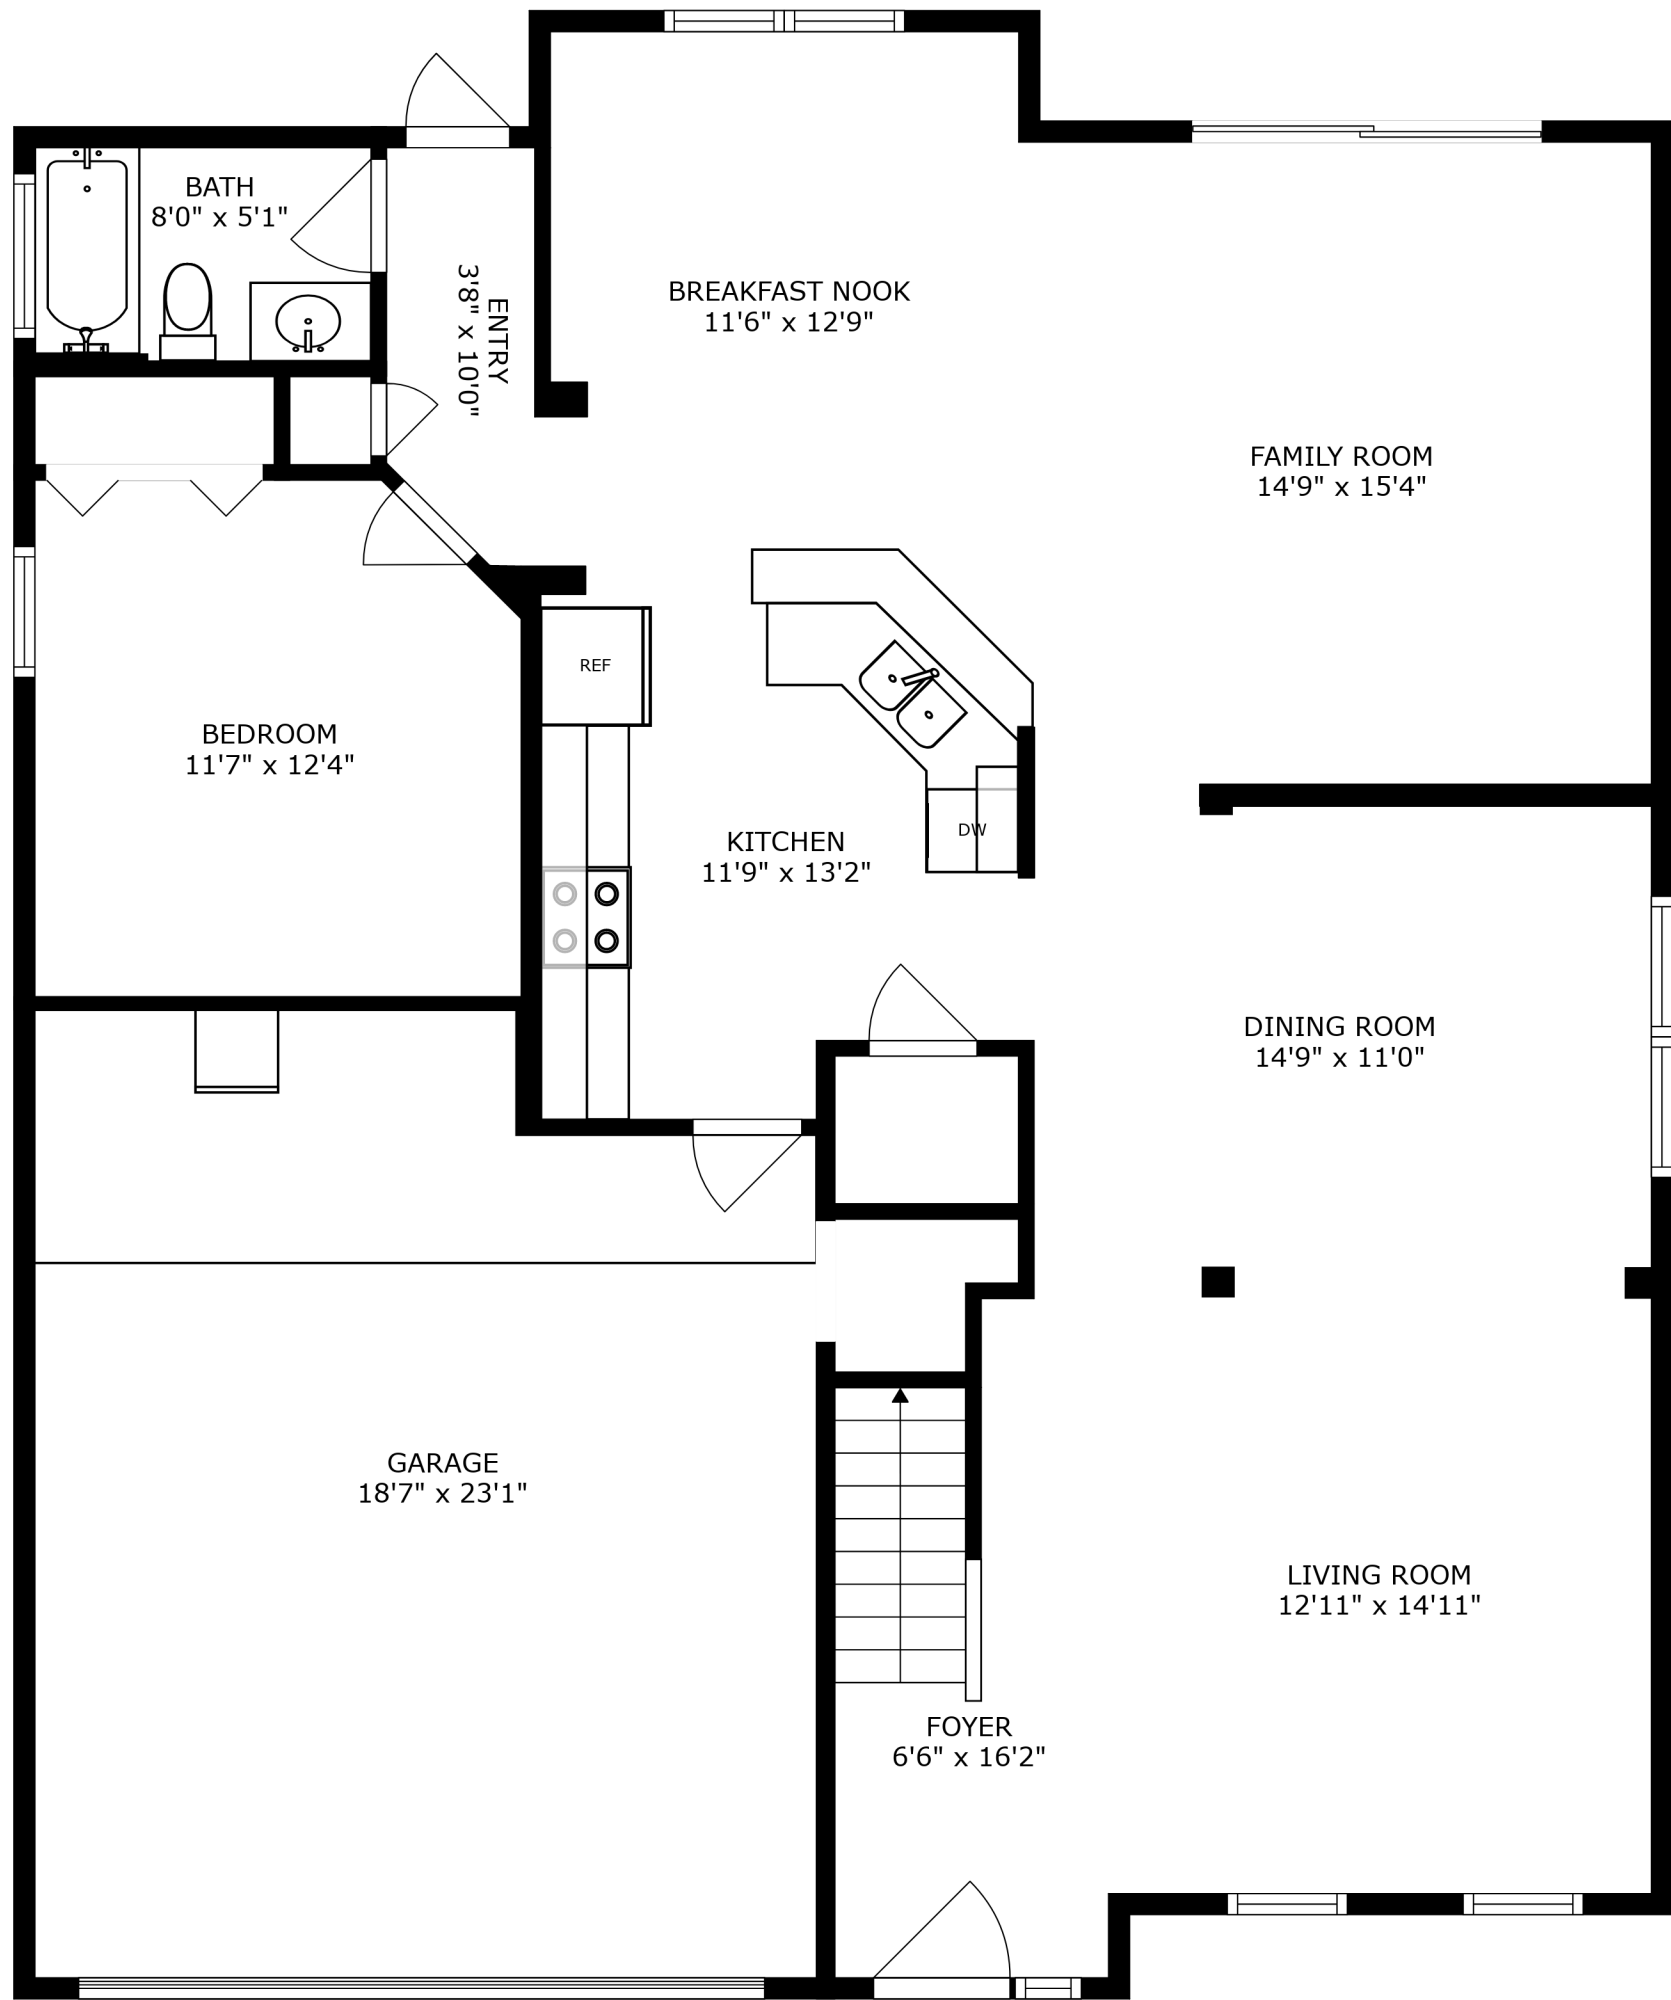 BATH
8'0" x 5'1"
ENTRY
3'8" x 10'0"
BREAKFAST NOOK
11'6" x 12'9"
FAMILY ROOM
14'9" x 15'4"
REF
BEDROOM
11'7" x 12'4"
KITCHEN
11'9" x 13'2"
DW
DINING ROOM
14'9" x 11'0"
GARAGE
18'7" x 23'1"
LIVING ROOM
12'11" x 14'11"
FOYER
6'6" x 16'2"